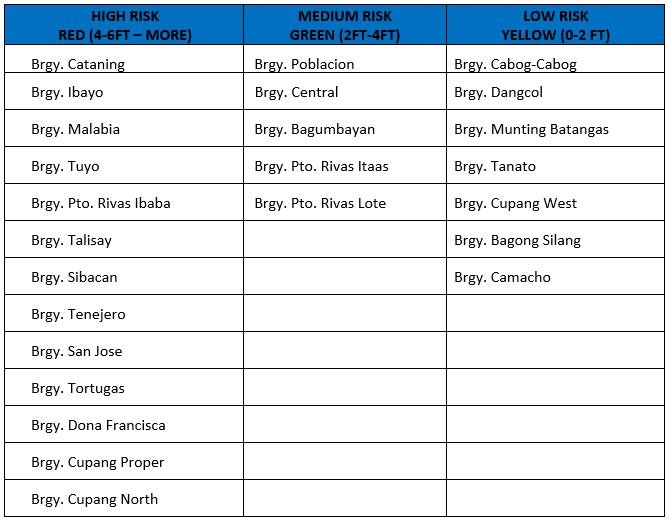 HIGH RISK MEDIUM RISK LOW RISK
RED (4-6FT – MORE) GREEN (2FT-4FT) YELLOW (0-2 FT)
Brgy. Cataning Brgy. Poblacion Brgy. Cabog-Cabog
Brgy. Ibayo Brgy. Central Brgy. Dangcol
Brgy. Malabia Brgy. Bagumbayan Brgy. Munting Batangas
Brgy. Tuyo Brgy. Pto. Rivas Itaas Brgy. Tanato
Brgy. Pto. Rivas Ibaba Brgy. Pto. Rivas Lote Brgy. Cupang West
Brgy. Talisay Brgy. Bagong Silang
Brgy. Sibacan Brgy. Camacho
Brgy. Tenejero
Brgy. San Jose
Brgy. Tortugas
Brgy. Dona Francisca
Brgy. Cupang Proper
Brgy. Cupang North